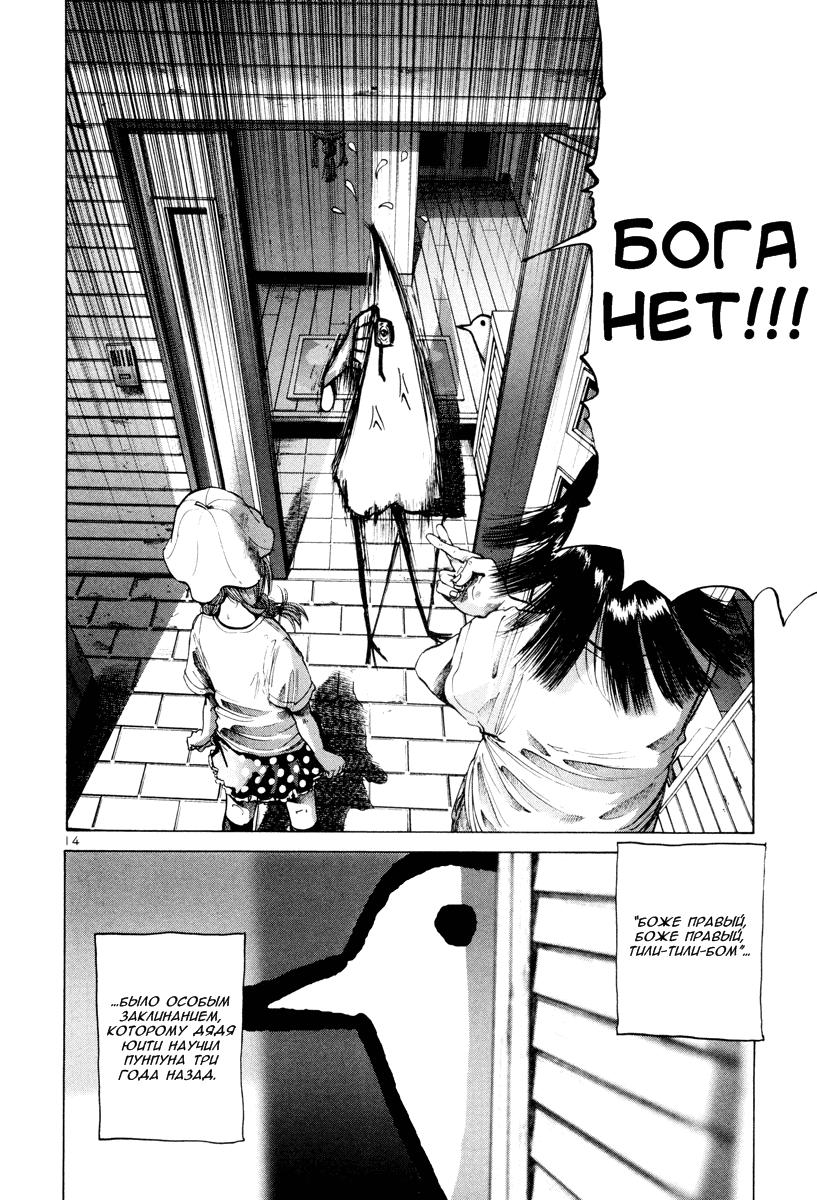 БОГА
НЕТ!!!
14
"БОЖЕ ПРАВЫЙ,
БОЖЕ ПРАВЫЙ,
ТИЛИ-ТИЛИ-БОМ"...
...БЫЛО ОСОБЫМ
ЗАКЛИНАНИЕМ,
КОТОРОМУ ДЯДЯ
ЮИТИ НАУЧИЛ
ПУНПУНА ТРИ
ГОДА НАЗАД.